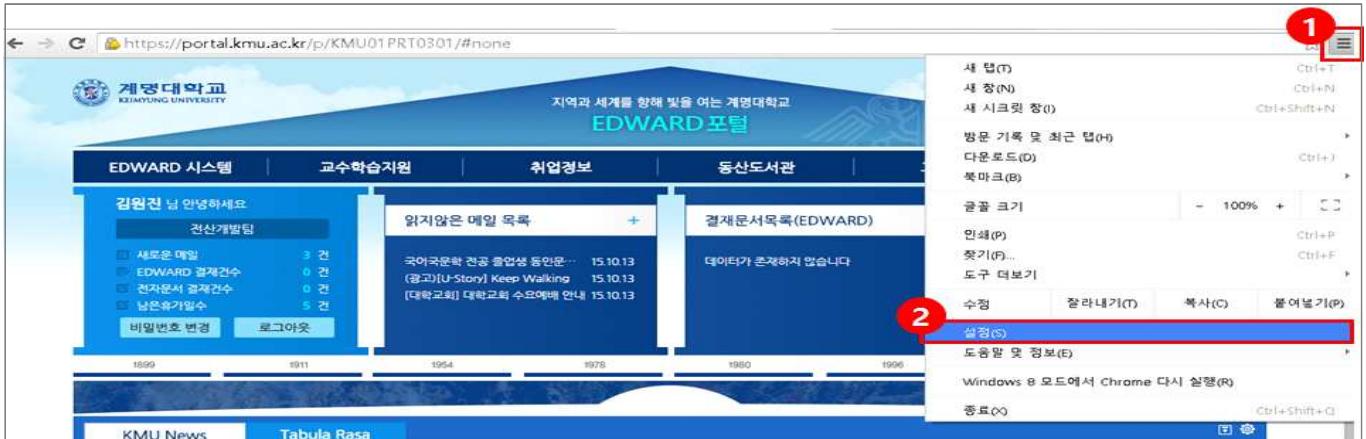 1
https://portal.kmu.ac.kr/p/KMU01PRT0301/#none
계명대학교
KEIMYUNG UNIVERSITY
지역과 세계를 향해 빛을 여는 계명대학교
EDWARD 포털
EDWARD 시스템
교수학습지원
취업정보
동산도서관
김원진 님 안녕하세요
전산개발팀
새로운 메일 3 건
EDWARD 결재건수 0 건
전자문서 결재건수 0 건
남은휴가일수 5 건
비밀번호 변경 로그아웃
읽지않은 메일 목록 +
국어국문학 전공 졸업생 동인문… 15.10.13
(광고)[U-Story] Keep Walking 15.10.13
[대학교회] 대학교회 수요예배 안내 15.10.13
결재문서목록(EDWARD)
데이터가 존재하지 않습니다
1899 1911 1954 1978 1980 1996
KMU News Tabula Rasa
새 탭(T) Ctrl+T
새 창(N) Ctrl+N
새 시크릿 창(I) Ctrl+Shift+N
방문 기록 및 최근 탭(H)
다운로드(D) Ctrl+J
북마크(B)
글꼴 크기 - 100% +
인쇄(P)... Ctrl+P
찾기(F)... Ctrl+F
도구 더보기
수정 잘라내기(T) 복사(C) 붙여넣기(P)
2
설정(S)
도움말 및 정보(E)
Windows 8 모드에서 Chrome 다시 실행(R)
종료(X) Ctrl+Shift+Q